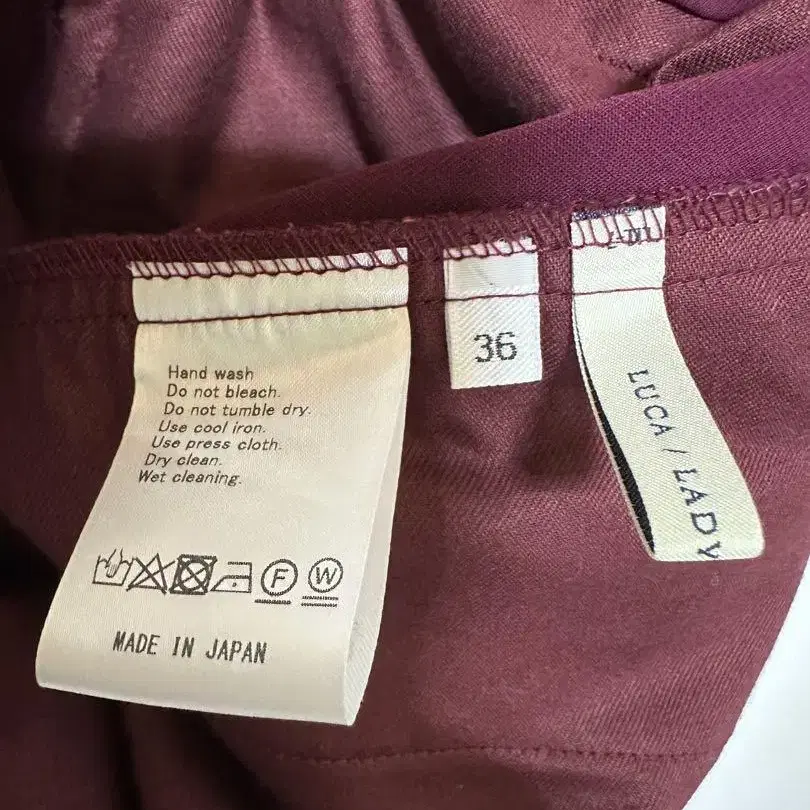 Hand wash
Do not bleach.
Do not tumble dry.
Use cool iron.
Use press cloth.
Dry clean.
Wet cleaning.
F W
MADE IN JAPAN
36
LUCA / LADY